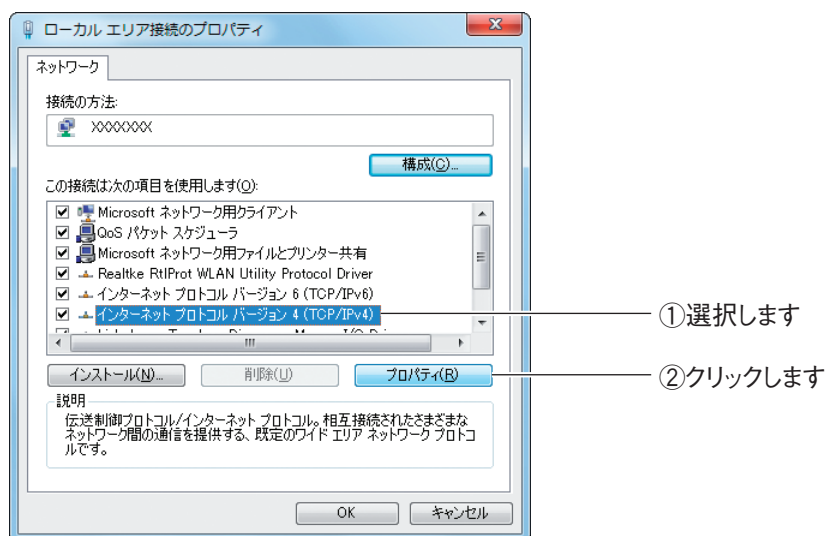 ローカル エリア接続のプロパティ
ネットワーク
接続の方法:
XXXXXXXX
構成(C)...
この接続は次の項目を使用します(O):
Microsoft ネットワーク用クライアント
QoS パケット スケジューラ
Microsoft ネットワーク用ファイルとプリンター共有
Realtke RtlProt WLAN Utility Protocol Driver
インターネット プロトコル バージョン 6 (TCP/IPv6)
インターネット プロトコル バージョン 4 (TCP/IPv4)
①選択します
インストール(N)...
削除(U)
プロパティ(R)
②クリックします
説明
伝送制御プロトコル/インターネット プロトコル。相互接続されたさまざまな
ネットワーク間の通信を提供する、既定のワイド エリア ネットワーク プロトコ
ルです。
OK
キャンセル